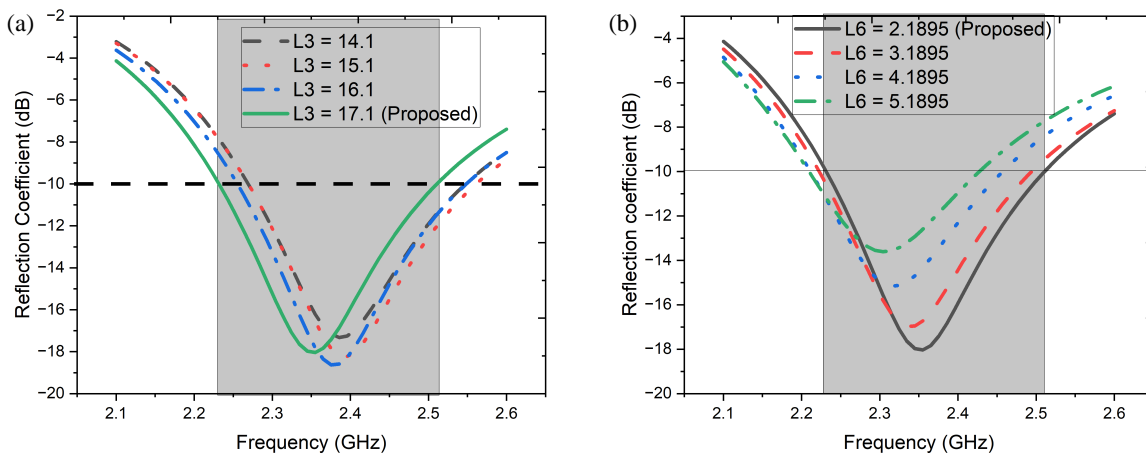 (a)
Reflection Coefficient (dB)
−2
−4
−6
−8
−10
−12
−14
−16
−18
−20
L3 = 14.1
L3 = 15.1
L3 = 16.1
L3 = 17.1 (Proposed)
2.1 2.2 2.3 2.4 2.5 2.6
Frequency (GHz)
(b)
Reflection coefficient (dB)
−2
−4
−6
−8
−10
−12
−14
−16
−18
−20
L6 = 2.1895 (Proposed)
L6 = 3.1895
L6 = 4.1895
L6 = 5.1895
2.1 2.2 2.3 2.4 2.5 2.6
Frequency (GHz)